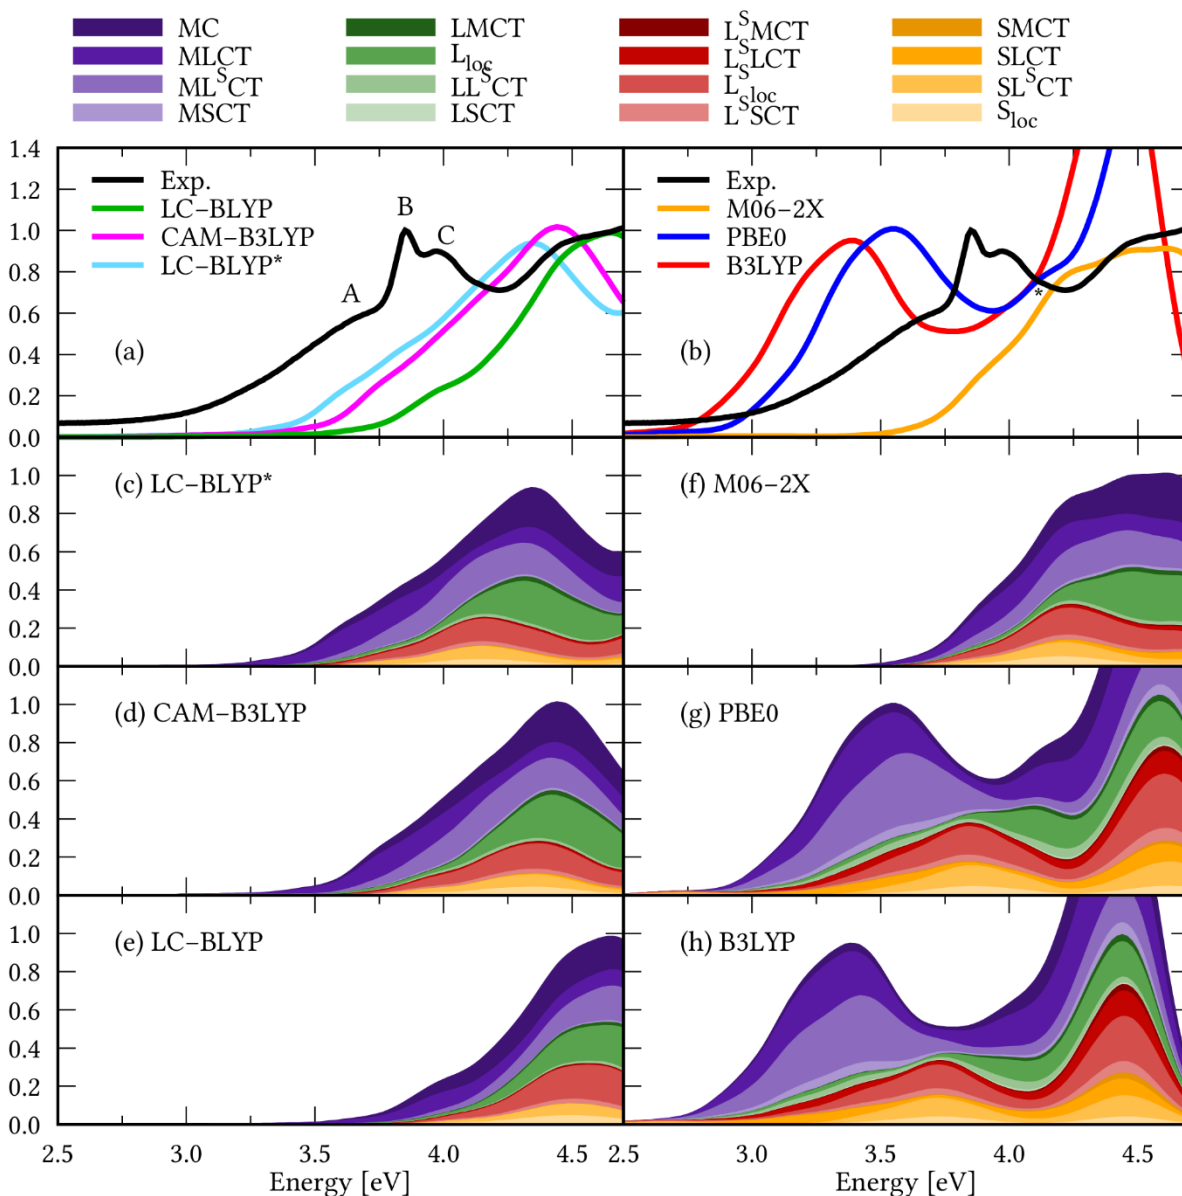 MC LMCT L^SMCT SMCT
MLCT L_loc L^SLCT SLCT
ML^SCT LL^SCT L^S_loc SL^SCT
MSCT LSCT L^SSCT S_loc
1.4
1.2
1.0
0.8
0.6
0.4
0.2
0.0
Exp.
LC-BLYP
CAM-B3LYP
LC-BLYP*
A
B
C
(a)
Exp.
M06-2X
PBE0
B3LYP
*
(b)
(c) LC-BLYP*
1.0
0.8
0.6
0.4
0.2
0.0
(f) M06-2X
(d) CAM-B3LYP
1.0
0.8
0.6
0.4
0.2
0.0
(g) PBE0
(e) LC-BLYP
1.0
0.8
0.6
0.4
0.2
0.0
(h) B3LYP
2.5 3.0 3.5 4.0 4.5 2.5 3.0 3.5 4.0 4.5
Energy [eV] Energy [eV]